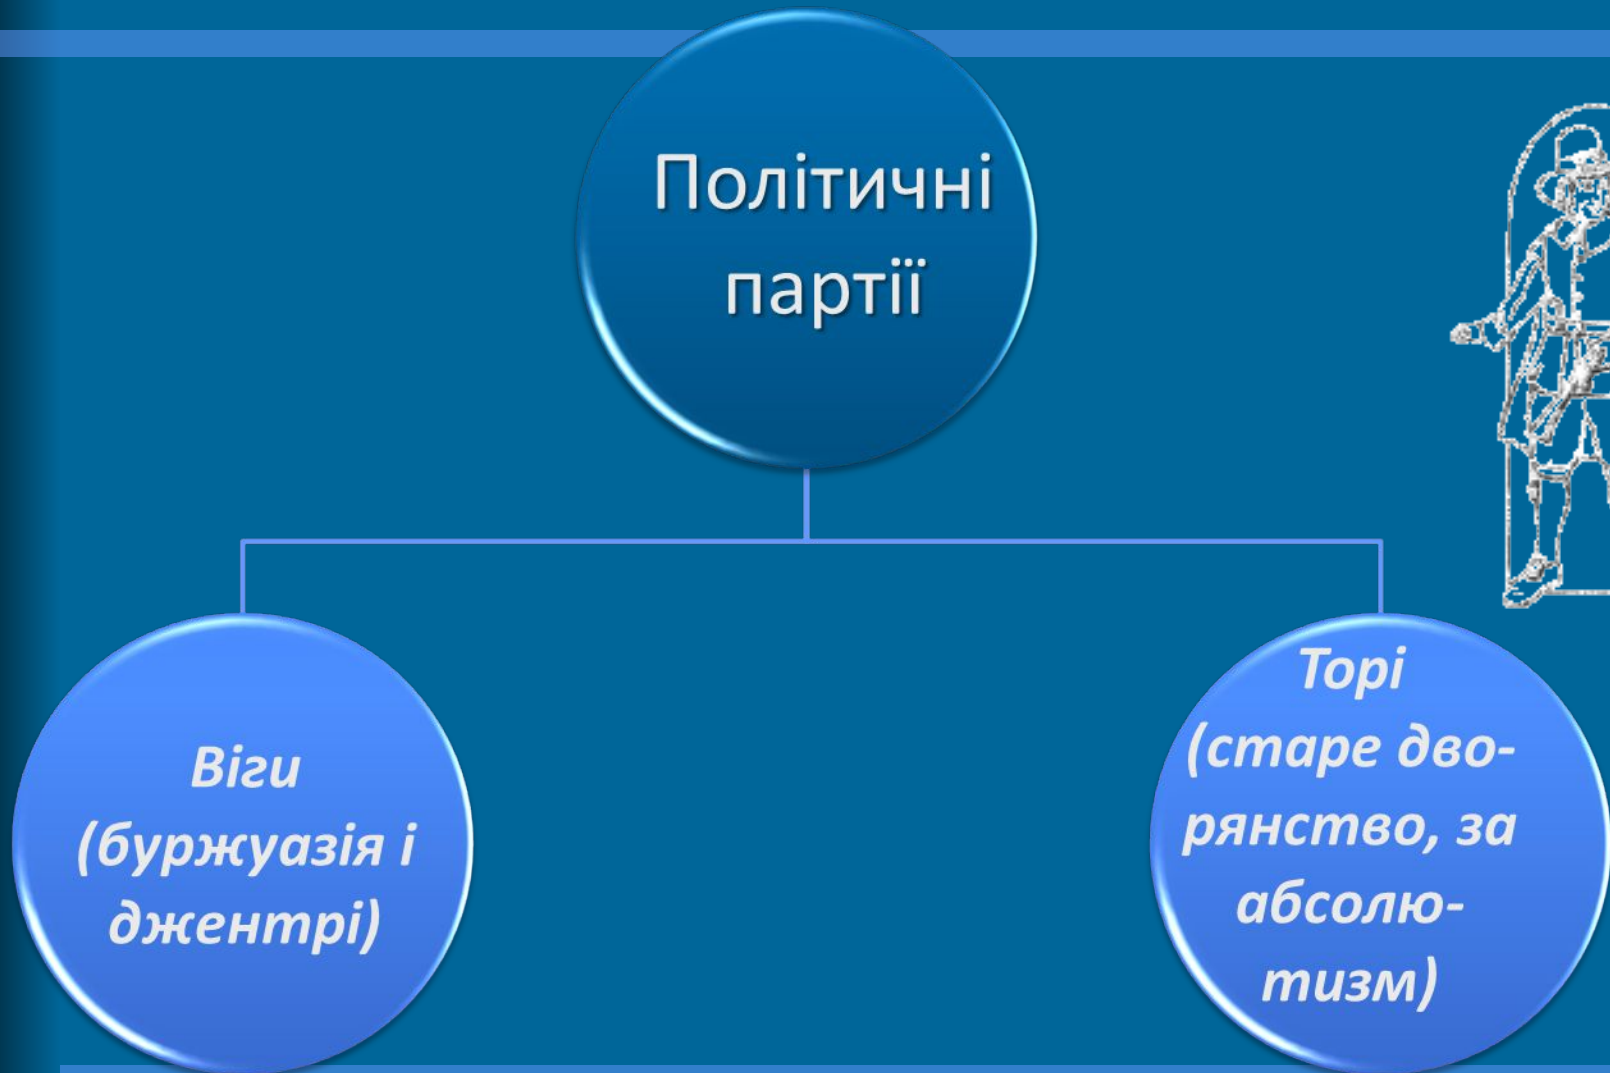 Політичні
партії
Віги
(буржуазія і
джентрі)
Торі
(старе дво-
рянство, за
абсолю-
тизм)